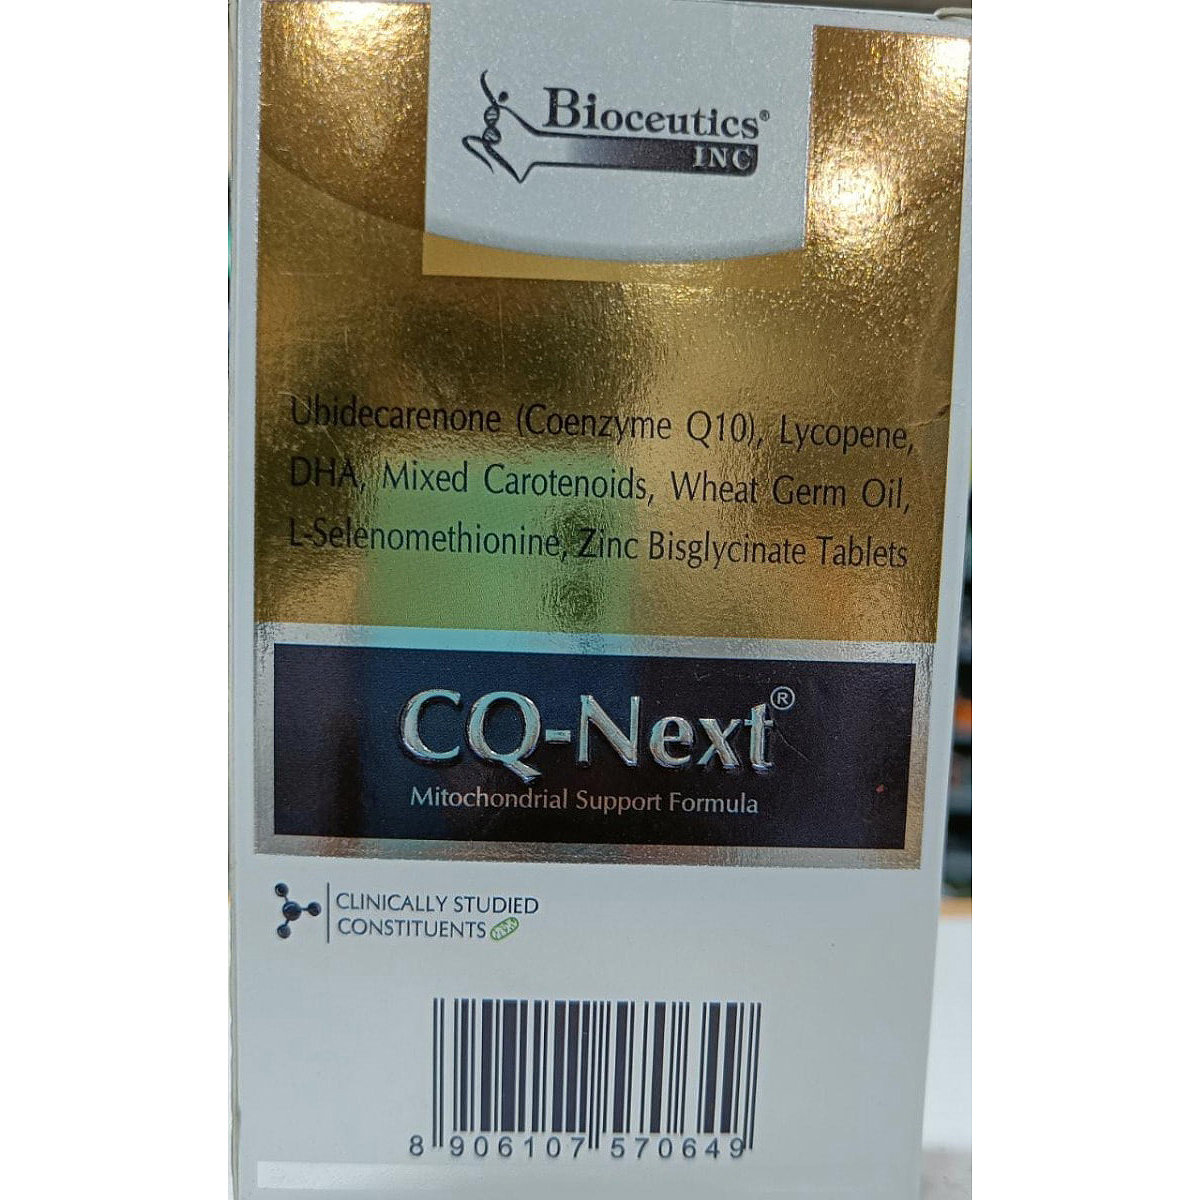 Bioceutics®
INC
Ubidecarenone (Coenzyme Q10), Lycopene,
DHA, Mixed Carotenoids, Wheat Germ Oil,
L-Selenomethionine, Zinc Bisglycinate Tablets
CQ-Next®
Mitochondrial Support Formula
CLINICALLY STUDIED
CONSTITUENTS
8 906107 570649